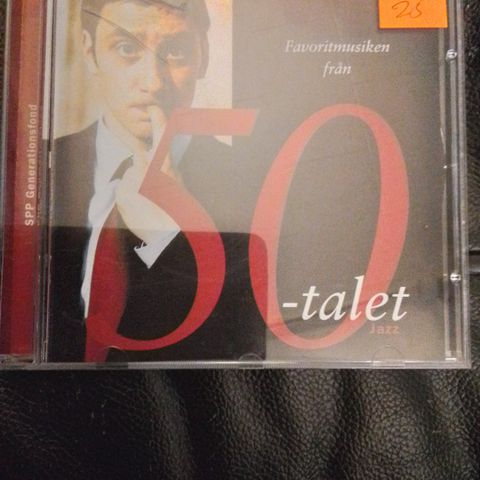 25
Favoritmusiken
från
50
-talet
Jazz
SPP Generationsfond